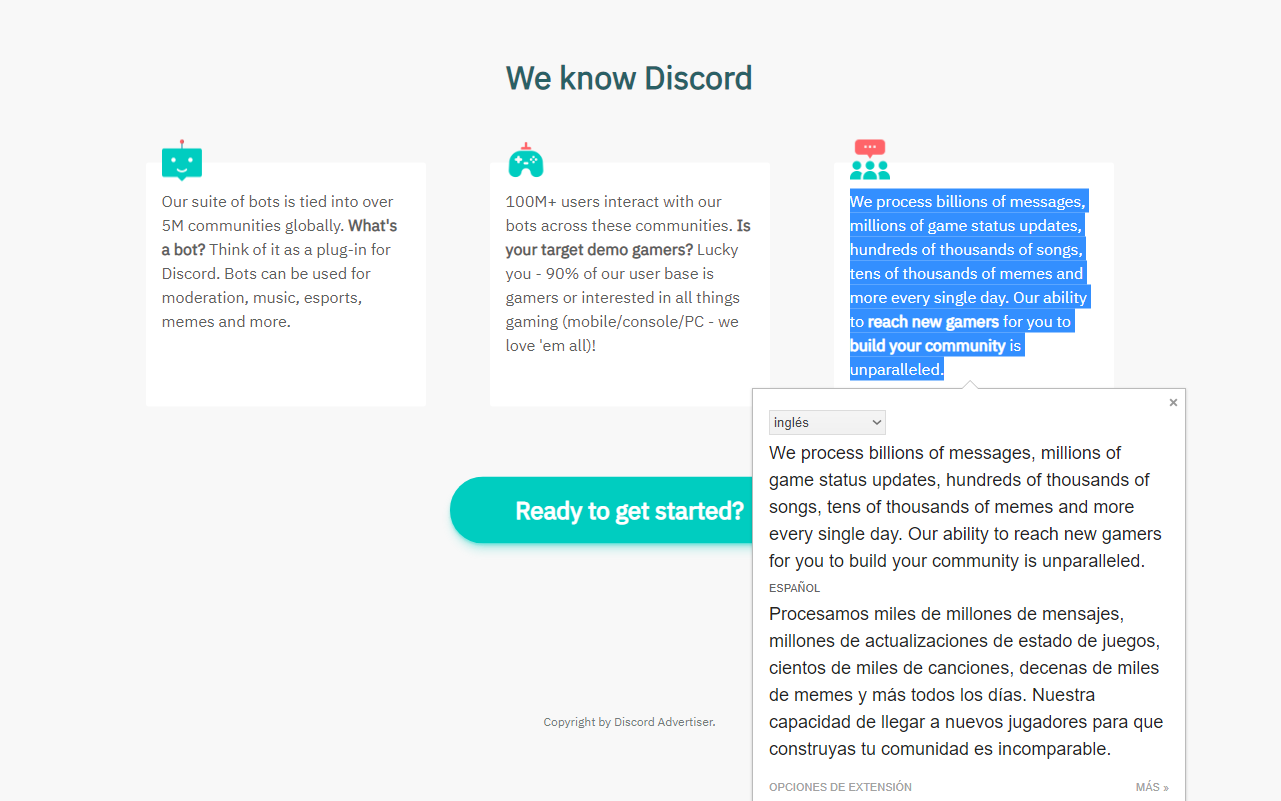 We know Discord
Our suite of bots is tied into over
5M communities globally. What's
a bot? Think of it as a plug-in for
Discord. Bots can be used for
moderation, music, esports,
memes and more.
100M+ users interact with our
bots across these communities. Is
your target demo gamers? Lucky
you - 90% of our user base is
gamers or interested in all things
gaming (mobile/console/PC - we
love 'em all)!
We process billions of messages,
millions of game status updates,
hundreds of thousands of songs,
tens of thousands of memes and
more every single day. Our ability
to reach new gamers for you to
build your community is
unparalleled.
Ready to get started?
inglés
We process billions of messages, millions of
game status updates, hundreds of thousands of
songs, tens of thousands of memes and more
every single day. Our ability to reach new gamers
for you to build your community is unparalleled.
ESPAÑOL
Procesamos miles de millones de mensajes,
millones de actualizaciones de estado de juegos,
cientos de miles de canciones, decenas de miles
de memes y más todos los días. Nuestra
capacidad de llegar a nuevos jugadores para que
construyas tu comunidad es incomparable.
OPCIONES DE EXTENSIÓN
MÁS »
Copyright by Discord Advertiser.